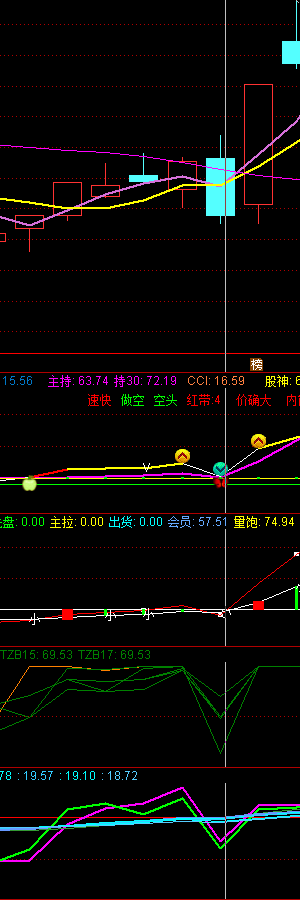 榜
15.56 主持: 63.74 持30: 72.19 CCI: 16.59 股神: 6
速快 做空 空头 红带:4 价确大 内
洗盘: 0.00 主拉: 0.00 出货: 0.00 会员: 57.51 量饱: 74.94
TZB15: 69.53 TZB17: 69.53
78 : 19.57 : 19.10 : 18.72